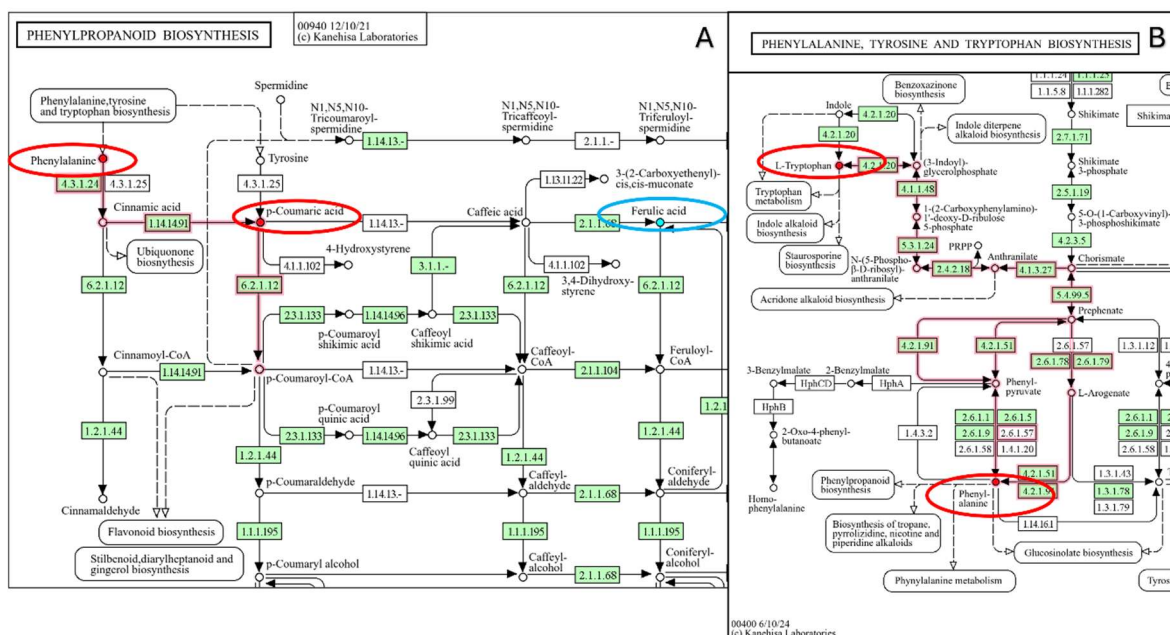 PHENYLPROPANOID BIOSYNTHESIS
00940 12/10/21
(c) Kanehisa Laboratories
A
Phenylalanine,tyrosine
and tryptophan biosynthesis
Spermidine
N1,N5,N10-
Tricoumaroyl-
spermidine
1.14.13.-
N1,N5,N10-
Tricaffeoyl-
spermidine
2.1.1.-
N1,N5,N10-
Triferuloyl-
spermidine
Phenylalanine
Tyrosine
4.3.1.24
4.3.1.25
4.3.1.25
1.13.11.22
3-(2-Carboxyethenyl)-
cis,cis-muconate
Cinnamic acid
1.14.14.91
p-Coumaric acid
1.14.13.-
Caffeic acid
2.1.1.68
Ferulic acid
Ubiquonone
biosnythesis
4-Hydroxystyrene
4.1.1.102
3.1.1.-
4.1.1.102
3,4-Dihydroxy-
styrene
6.2.1.12
6.2.1.12
6.2.1.12
6.2.1.12
2.3.1.133
1.14.14.96
2.3.1.133
p-Coumaroyl
shikimic acid
Caffeoyl
shikimic acid
Cinnamoyl-CoA
1.14.14.91
p-Coumaroyl-CoA
1.14.13.-
Caffeoyl-
CoA
2.1.1.104
Feruloyl-
CoA
2.3.1.99
p-Coumaroyl
quinic acid
2.3.1.133
1.14.14.96
2.3.1.133
Caffeoyl
quinic acid
1.2.1.44
1.2.1.44
1.2.1.44
1.2.1.44
p-Coumaraldehyde
1.14.13.-
Caffeyl-
aldehyde
2.1.1.68
Coniferyl-
aldehyde
Cinnamaldehyde
Flavonoid biosynthesis
Stilbenoid,diarylheptanoid and
gingerol biosynthesis
1.1.1.195
1.1.1.195
1.1.1.195
p-Coumaryl alcohol
Caffeyl-
alcohol
2.1.1.68
Coniferyl-
alcohol
PHENYLALANINE, TYROSINE AND TRYPTOPHAN BIOSYNTHESIS
B
Benzoxazinone
biosynthesis
1.1.1.24
1.1.1.25
1.1.5.8
1.1.1.282
Indole
4.2.1.20
4.2.1.20
Indole diterpene
alkaloid biosynthesis
Shikimate
2.7.1.71
L-Tryptophan
4.2.1.20
(3-Indoyl)-
glycerolphosphate
Shikimate
3-phosphate
Tryptophan
metabolism
4.1.1.48
2.5.1.19
1-(2-Carboxyphenylamino)-
1'-deoxy-D-ribulose
5-phosphate
5-O-(1-Carboxyvinyl)-
3-phosphoshikimate
Indole alkaloid
biosynthesis
5.3.1.24
PRPP
4.2.3.5
Staurosporine
biosynthesis
N-(5-Phospho-
β-D-ribosyl)-
anthranilate
2.4.2.18
Anthranilate
4.1.3.27
Chorismate
Acridone alkaloid biosynthesis
5.4.99.5
Prephenate
4.2.1.91
4.2.1.51
2.6.1.57
1.3.1.12
2.6.1.78
2.6.1.79
3-Benzylmalate
HphCD
2-Benzylmalate
HphA
Phenyl-
pyruvate
L-Arogenate
HphB
2-Oxo-4-phenyl-
butanoate
1.4.3.2
2.6.1.1
2.6.1.5
2.6.1.9
2.6.1.57
2.6.1.58
1.4.1.20
2.6.1.1
2.6.1.9
2.6.1.58
Homo-
phenylalanine
Phenylpropanoid
biosynthesis
4.2.1.51
4.2.1.91
1.3.1.43
1.3.1.78
1.3.1.79
Phenyl-
alanine
Biosynthesis of tropane,
pyrrolizidine, nicotine and
piperidine alkaloids
1.14.16.1
Glucosinolate biosynthesis
Phynylalanine metabolism
00400 6/10/24
(c) Kanehisa Laboratories